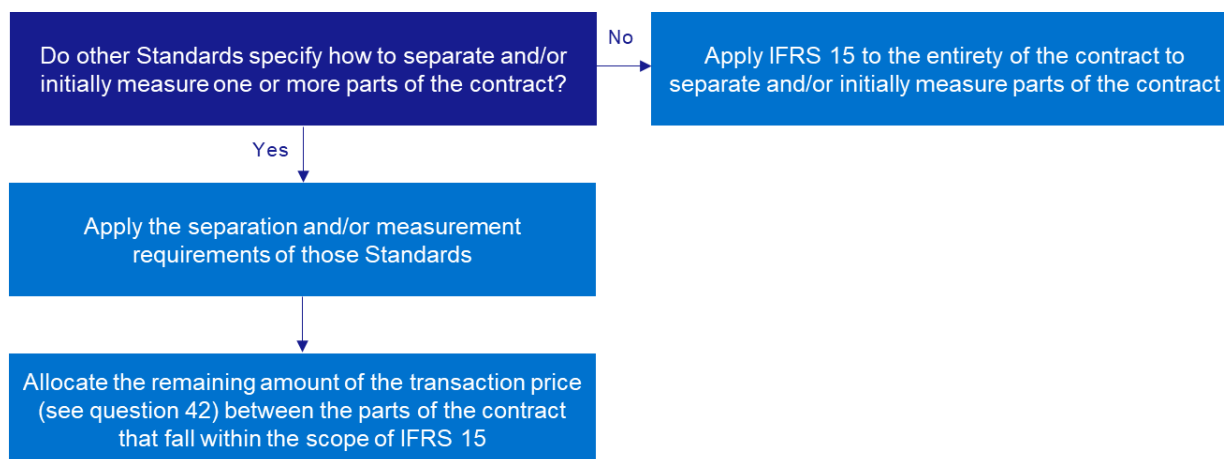 Do other Standards specify how to separate and/or
initially measure one or more parts of the contract?
No
Apply IFRS 15 to the entirety of the contract to
separate and/or initially measure parts of the contract
Yes
Apply the separation and/or measurement
requirements of those Standards
Allocate the remaining amount of the transaction price
(see question 42) between the parts of the contract
that fall within the scope of IFRS 15